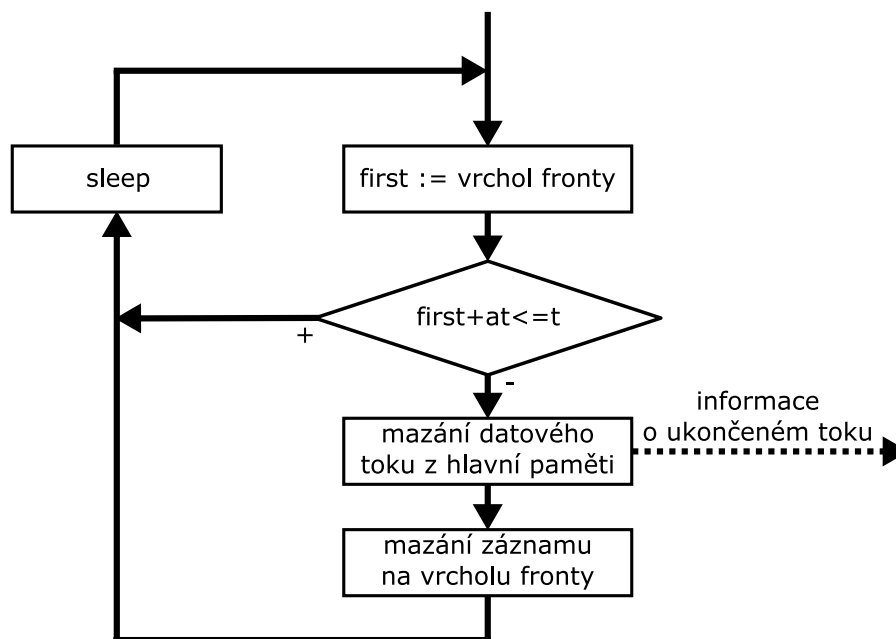 sleep
first := vrchol fronty
first+at<=t
+
-
informace
o ukončeném toku
mazání datového
toku z hlavní paměti
mazání záznamu
na vrcholu fronty